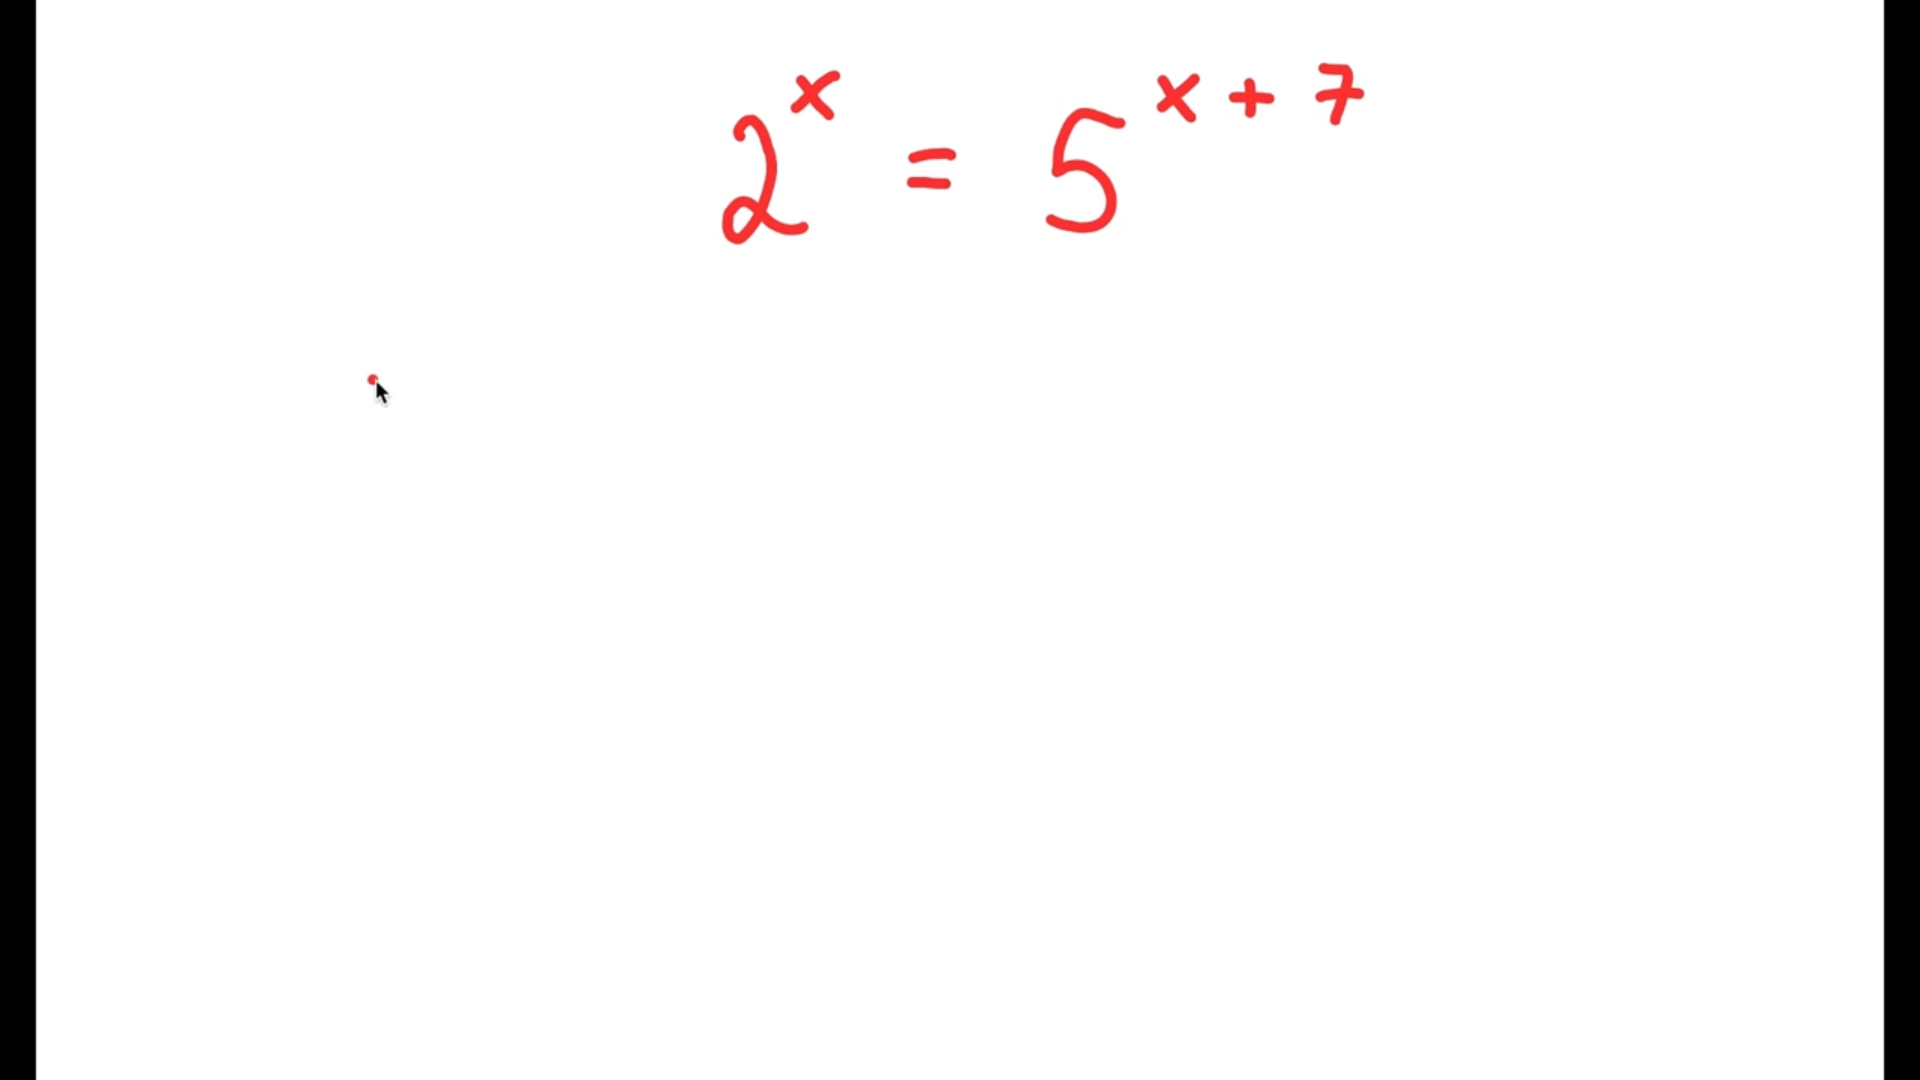 2^x = 5^{x + 7}